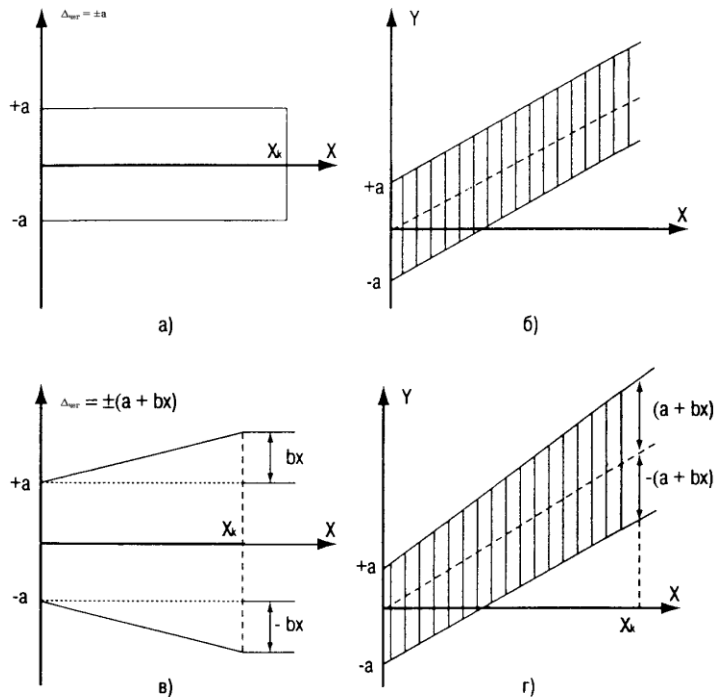 Δ = ±a
+a
Xₖ
X
-a
а)
Y
+a
X
-a
б)
Δ = ±(a + bx)
bx
+a
Xₖ
X
-a
- bx
в)
Y
(a + bx)
-(a + bx)
+a
X
Xₖ
-a
г)